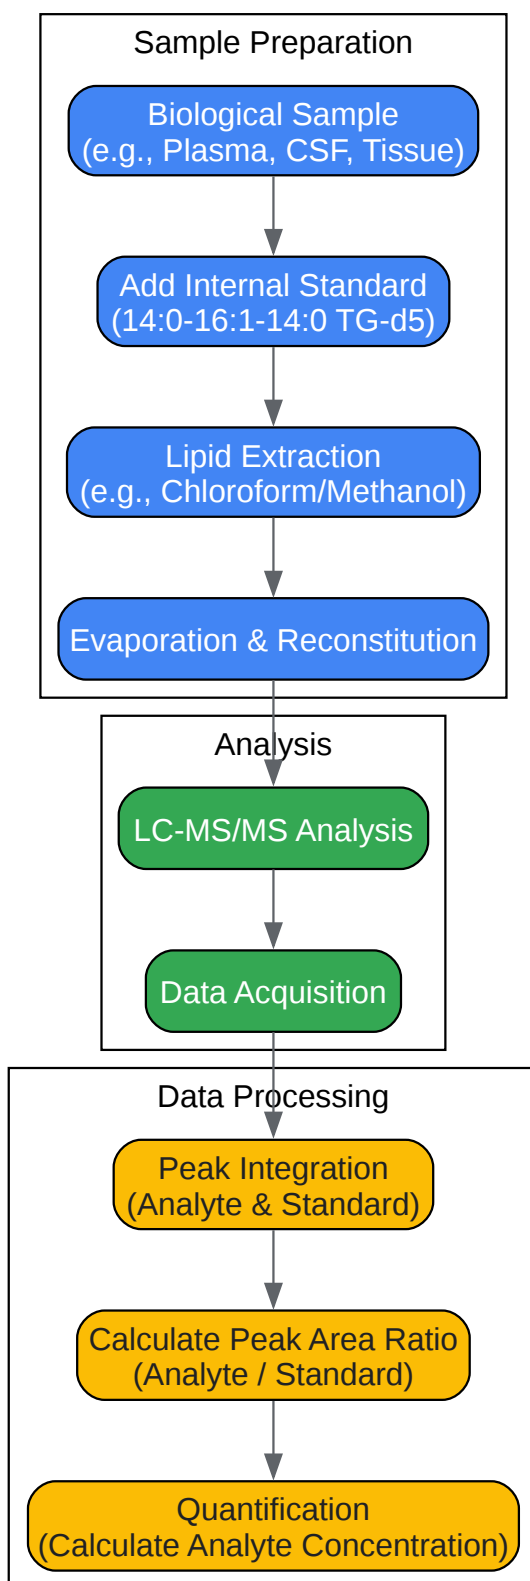 Sample Preparation
Biological Sample
(e.g., Plasma, CSF, Tissue)
Add Internal Standard
(14:0-16:1-14:0 TG-d5)
Lipid Extraction
(e.g., Chloroform/Methanol)
Evaporation & Reconstitution
Analysis
LC-MS/MS Analysis
Data Acquisition
Data Processing
Peak Integration
(Analyte & Standard)
Calculate Peak Area Ratio
(Analyte / Standard)
Quantification
(Calculate Analyte Concentration)